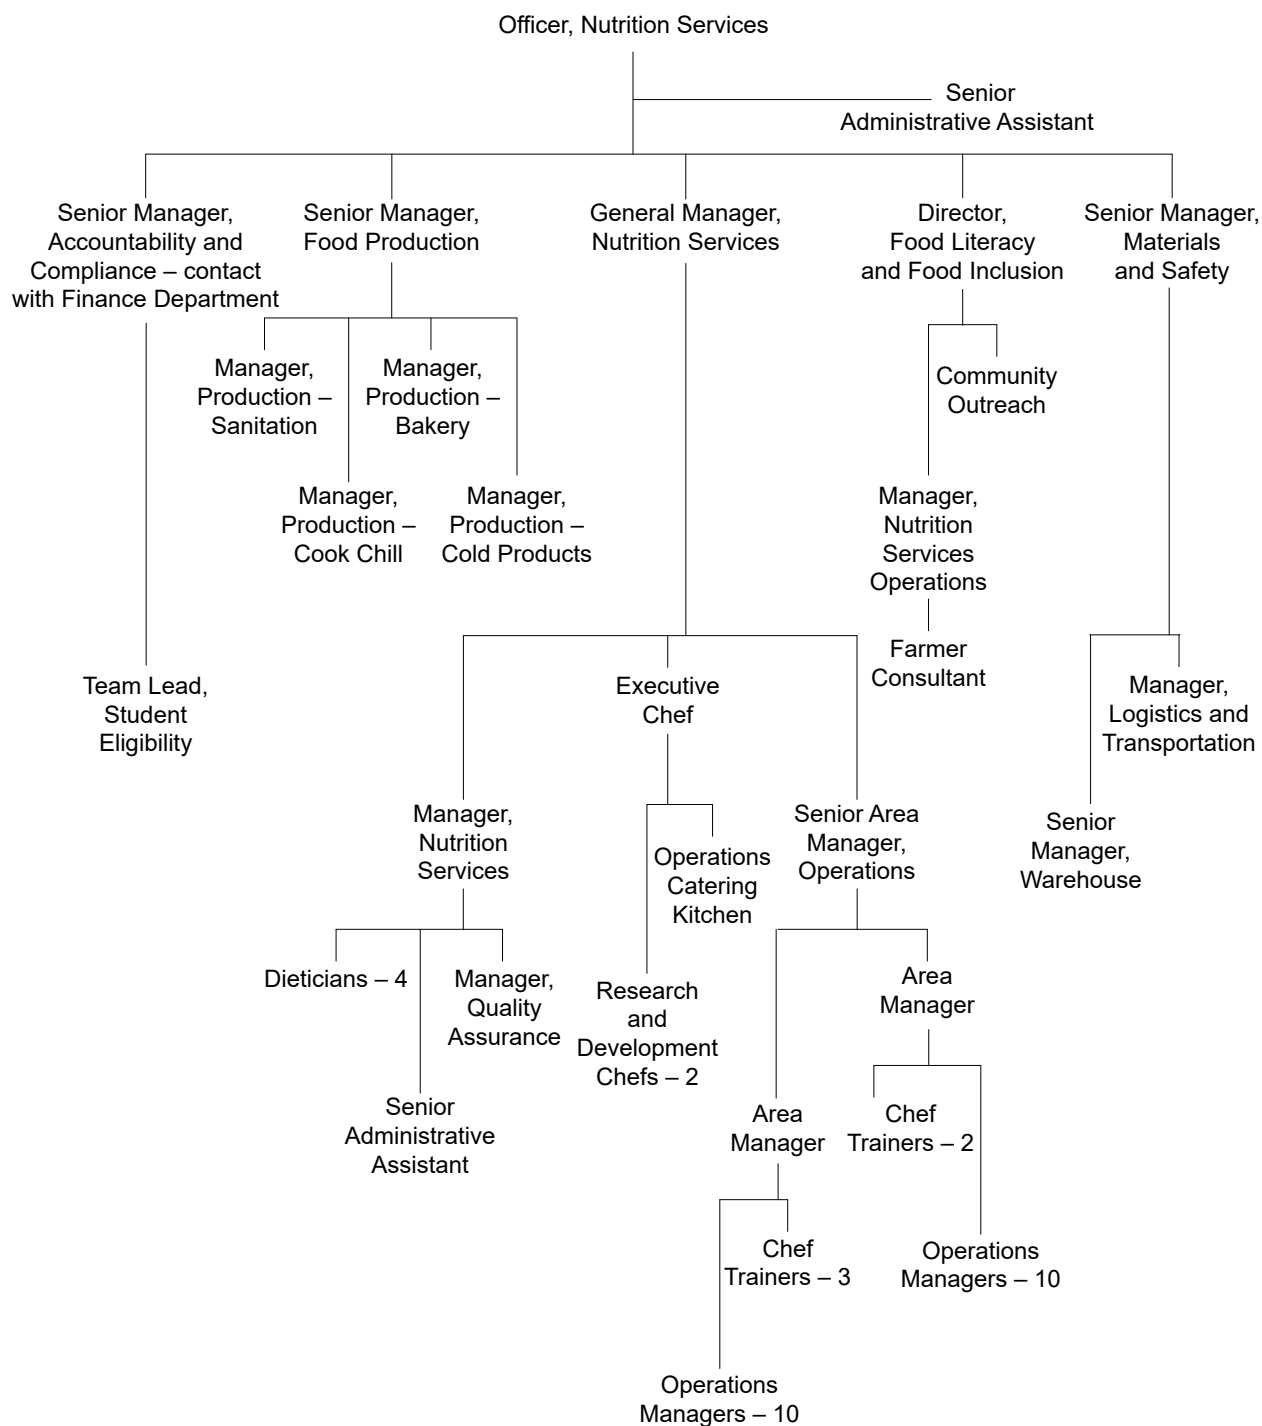 Officer, Nutrition Services
Senior
Administrative Assistant
Senior Manager,
Accountability and
Compliance – contact
with Finance Department
Senior Manager,
Food Production
General Manager,
Nutrition Services
Director,
Food Literacy
and Food Inclusion
Senior Manager,
Materials
and Safety
Manager,
Production –
Sanitation
Manager,
Production –
Bakery
Community
Outreach
Manager,
Production –
Cook Chill
Manager,
Production –
Cold Products
Manager,
Nutrition
Services
Operations
Farmer
Consultant
Team Lead,
Student
Eligibility
Executive
Chef
Manager,
Logistics and
Transportation
Manager,
Nutrition
Services
Operations
Catering
Kitchen
Senior Area
Manager,
Operations
Senior
Manager,
Warehouse
Dieticians – 4
Manager,
Quality
Assurance
Research
and
Development
Chefs – 2
Area
Manager
Senior
Administrative
Assistant
Area
Manager
Chef
Trainers – 2
Chef
Trainers – 3
Operations
Managers – 10
Operations
Managers – 10